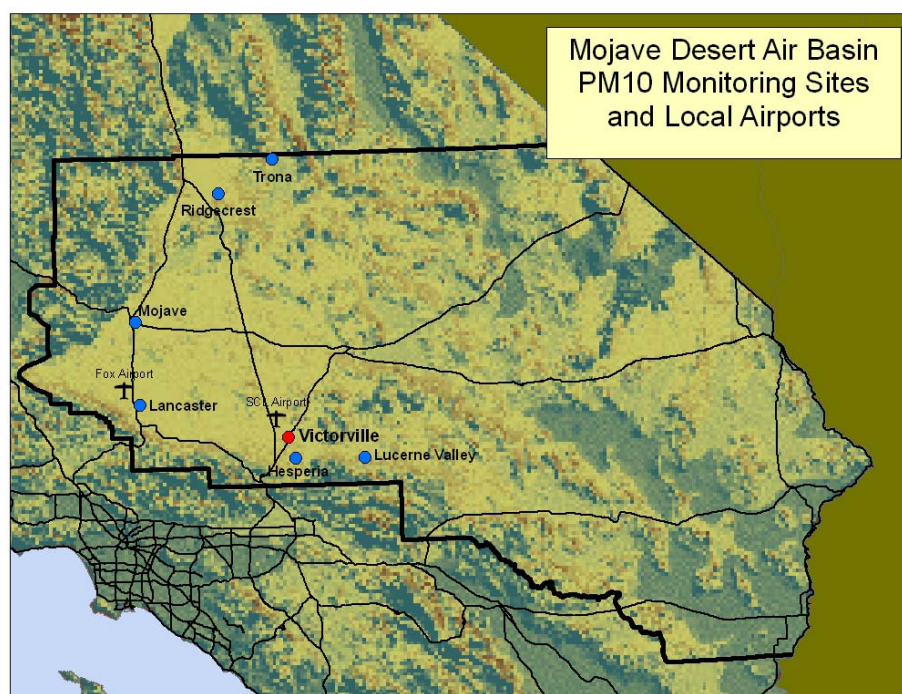 Mojave Desert Air Basin
PM10 Monitoring Sites
and Local Airports
Trona
Ridgecrest
Mojave
Fox Airport
Lancaster
SCL Airport
Victorville
Lucerne Valley
Hesperia